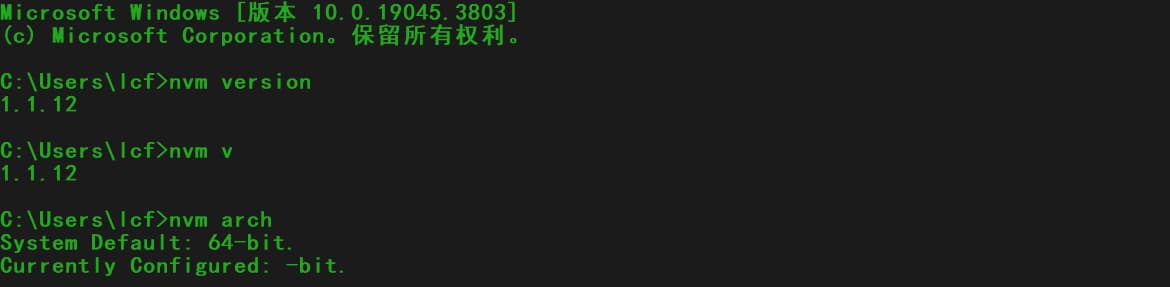 Microsoft Windows [版本 10.0.19045.3803]
(c) Microsoft Corporation。保留所有权利。
C:\Users\lcf>nvm version
1.1.12
C:\Users\lcf>nvm v
1.1.12
C:\Users\lcf>nvm arch
System Default: 64-bit.
Currently Configured: -bit.